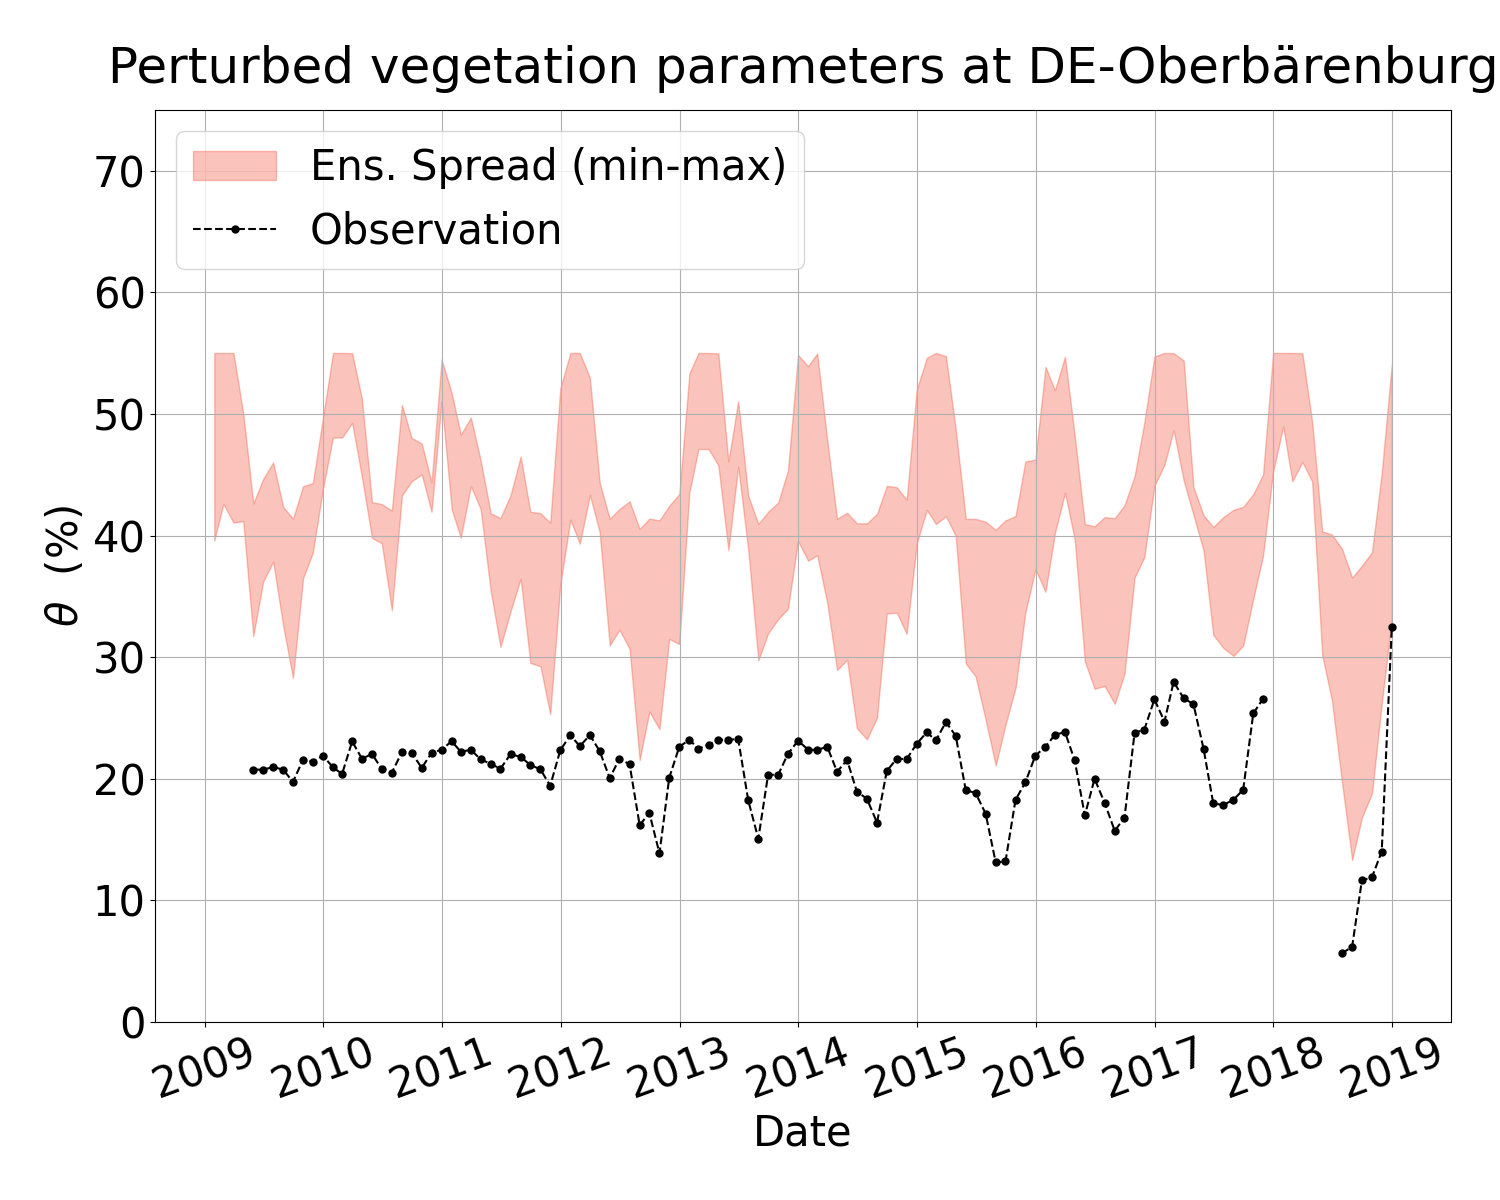 Perturbed vegetation parameters at DE-Oberbärenburg
Ens. Spread (min-max)
Observation
70
60
50
40
30
20
10
0
θ (%)
2009 2010 2011 2012 2013 2014 2015 2016 2017 2018 2019
Date